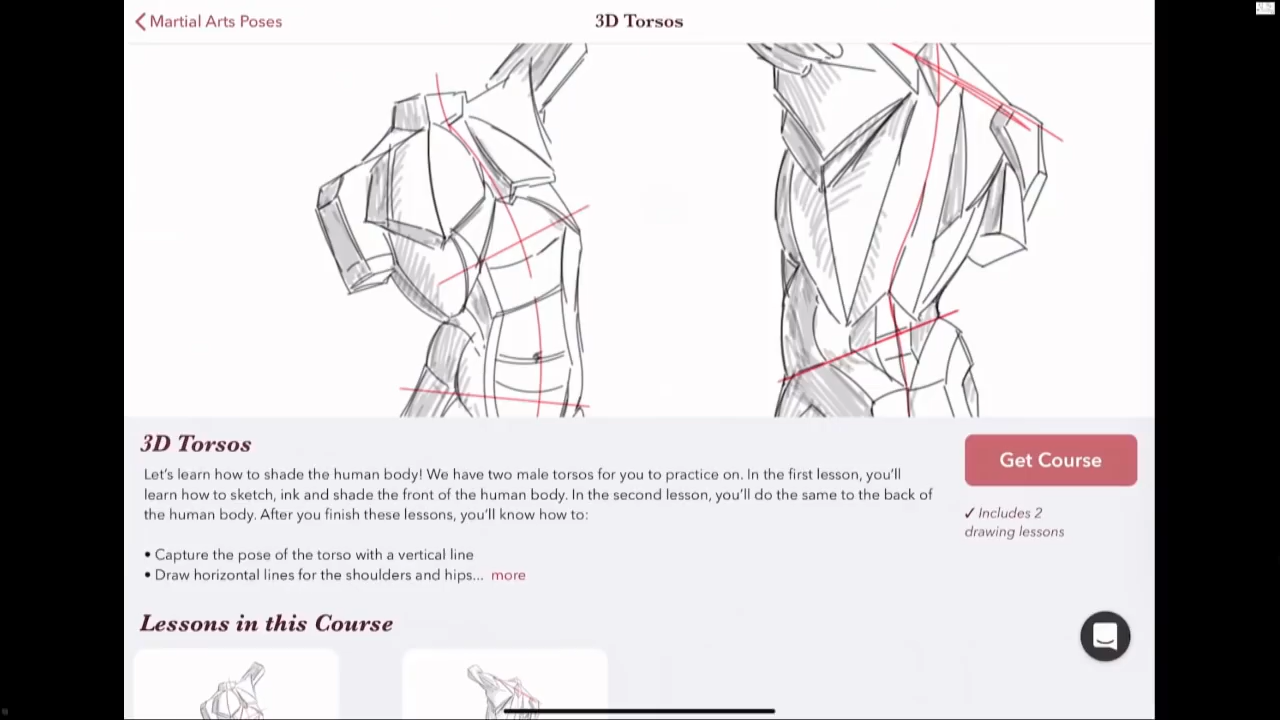 Martial Arts Poses
3D Torsos
3D Torsos
Let's learn how to shade the human body! We have two male torsos for you to practice on. In the first lesson, you'll
learn how to sketch, ink and shade the front of the human body. In the second lesson, you'll do the same to the back of
the human body. After you finish these lessons, you'll know how to:
• Capture the pose of the torso with a vertical line
• Draw horizontal lines for the shoulders and hips... more
Get Course
✓ Includes 2
drawing lessons
Lessons in this Course